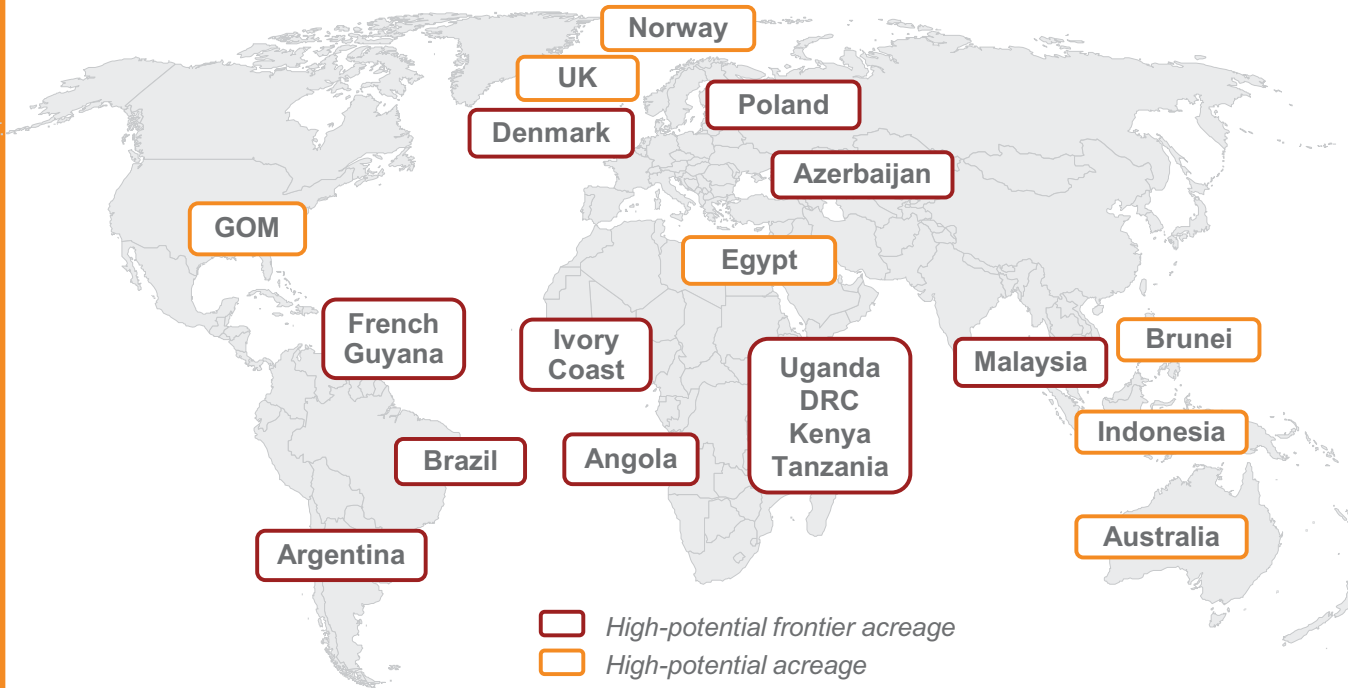 Norway
UK
Poland
Denmark
Azerbaijan
GOM
Egypt
French
Guyana
Ivory
Coast
Uganda
DRC
Kenya
Tanzania
Malaysia
Brunei
Indonesia
Brazil
Angola
Australia
Argentina
High-potential frontier acreage
High-potential acreage